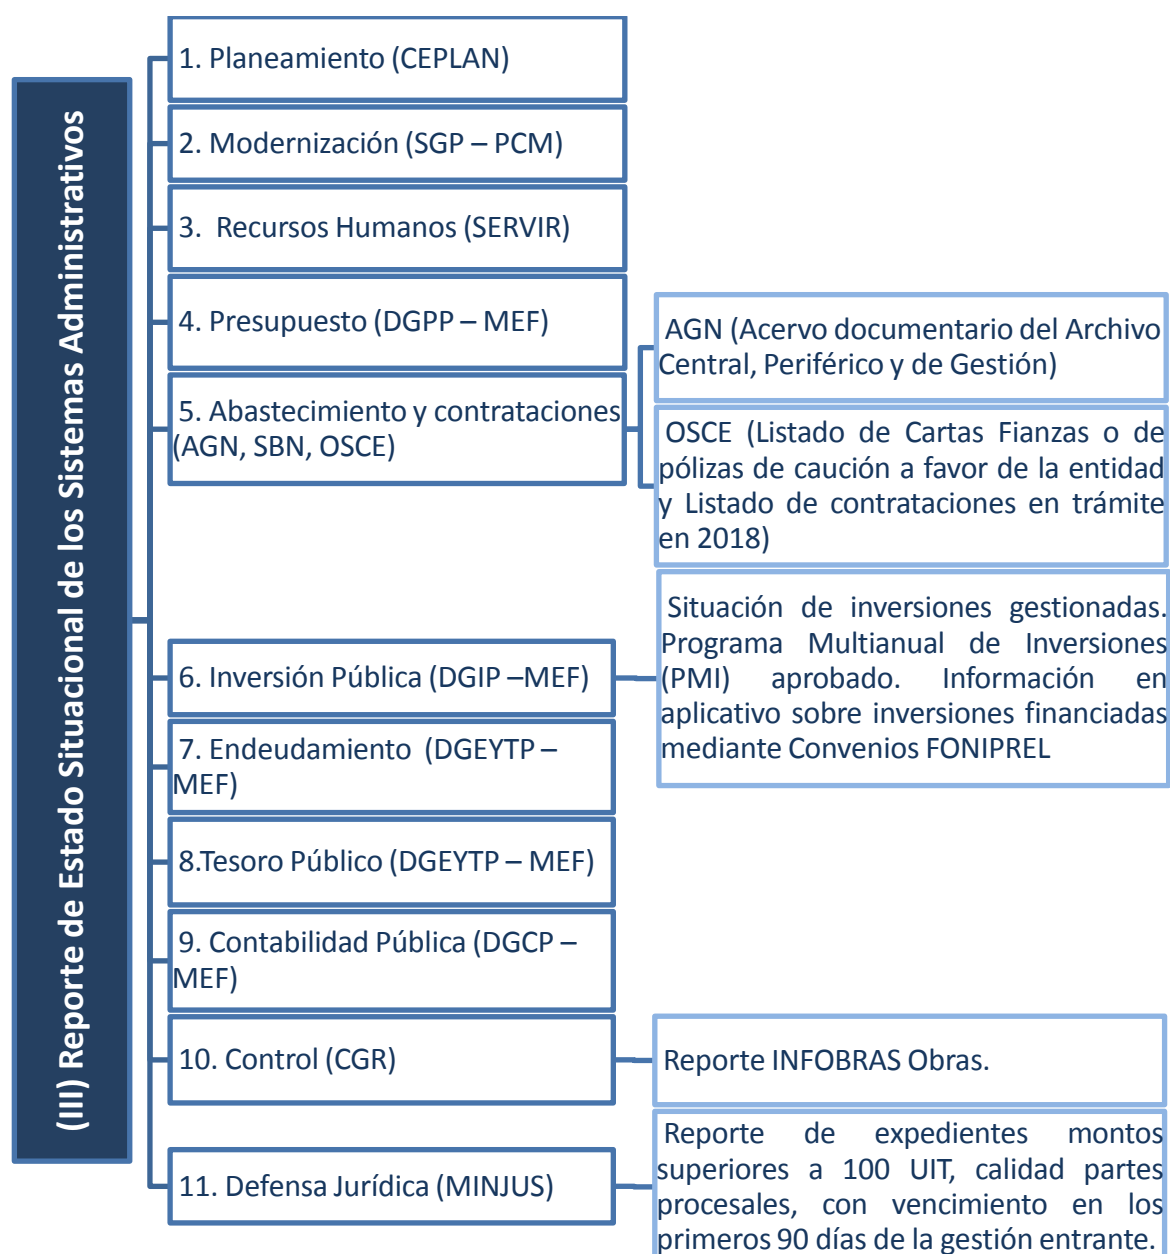 (III) Reporte de Estado Situacional de los Sistemas Administrativos
1. Planeamiento (CEPLAN)
2. Modernización (SGP – PCM)
3. Recursos Humanos (SERVIR)
4. Presupuesto (DGPP – MEF)
5. Abastecimiento y contrataciones
(AGN, SBN, OSCE)
AGN (Acervo documentario del Archivo
Central, Periférico y de Gestión)
OSCE (Listado de Cartas Fianzas o de
pólizas de caución a favor de la entidad
y Listado de contrataciones en trámite
en 2018)
6. Inversión Pública (DGIP –MEF)
Situación de inversiones gestionadas.
Programa Multianual de Inversiones
(PMI) aprobado. Información en
aplicativo sobre inversiones financiadas
mediante Convenios FONIPREL
7. Endeudamiento (DGEYTP –
MEF)
8.Tesoro Público (DGEYTP – MEF)
9. Contabilidad Pública (DGCP –
MEF)
10. Control (CGR)
Reporte INFOBRAS Obras.
11. Defensa Jurídica (MINJUS)
Reporte de expedientes montos
superiores a 100 UIT, calidad partes
procesales, con vencimiento en los
primeros 90 días de la gestión entrante.